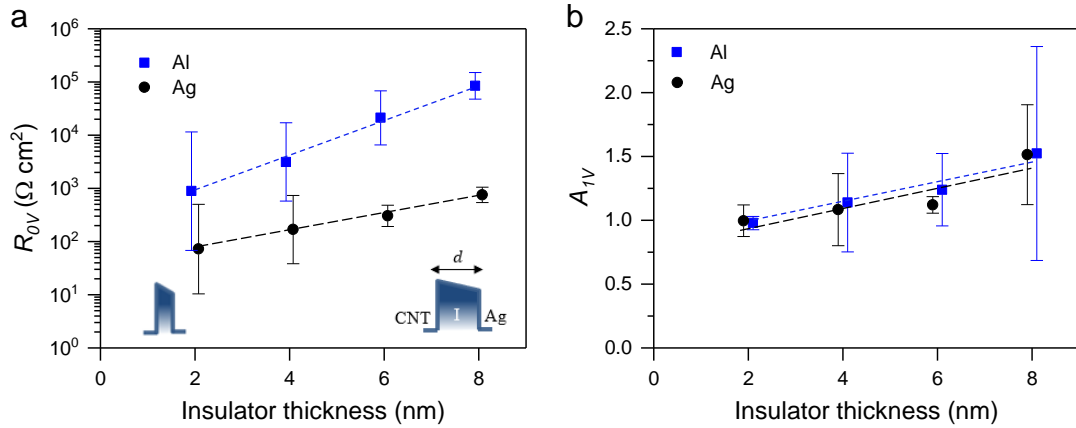 a
R0V (Ω cm²)
10⁶
10⁵
10⁴
10³
10²
10¹
10⁰
Al
Ag
d
CNT I Ag
0 2 4 6 8
Insulator thickness (nm)
b
A1V
2.5
2.0
1.5
1.0
0.5
0.0
Al
Ag
0 2 4 6 8
Insulator thickness (nm)